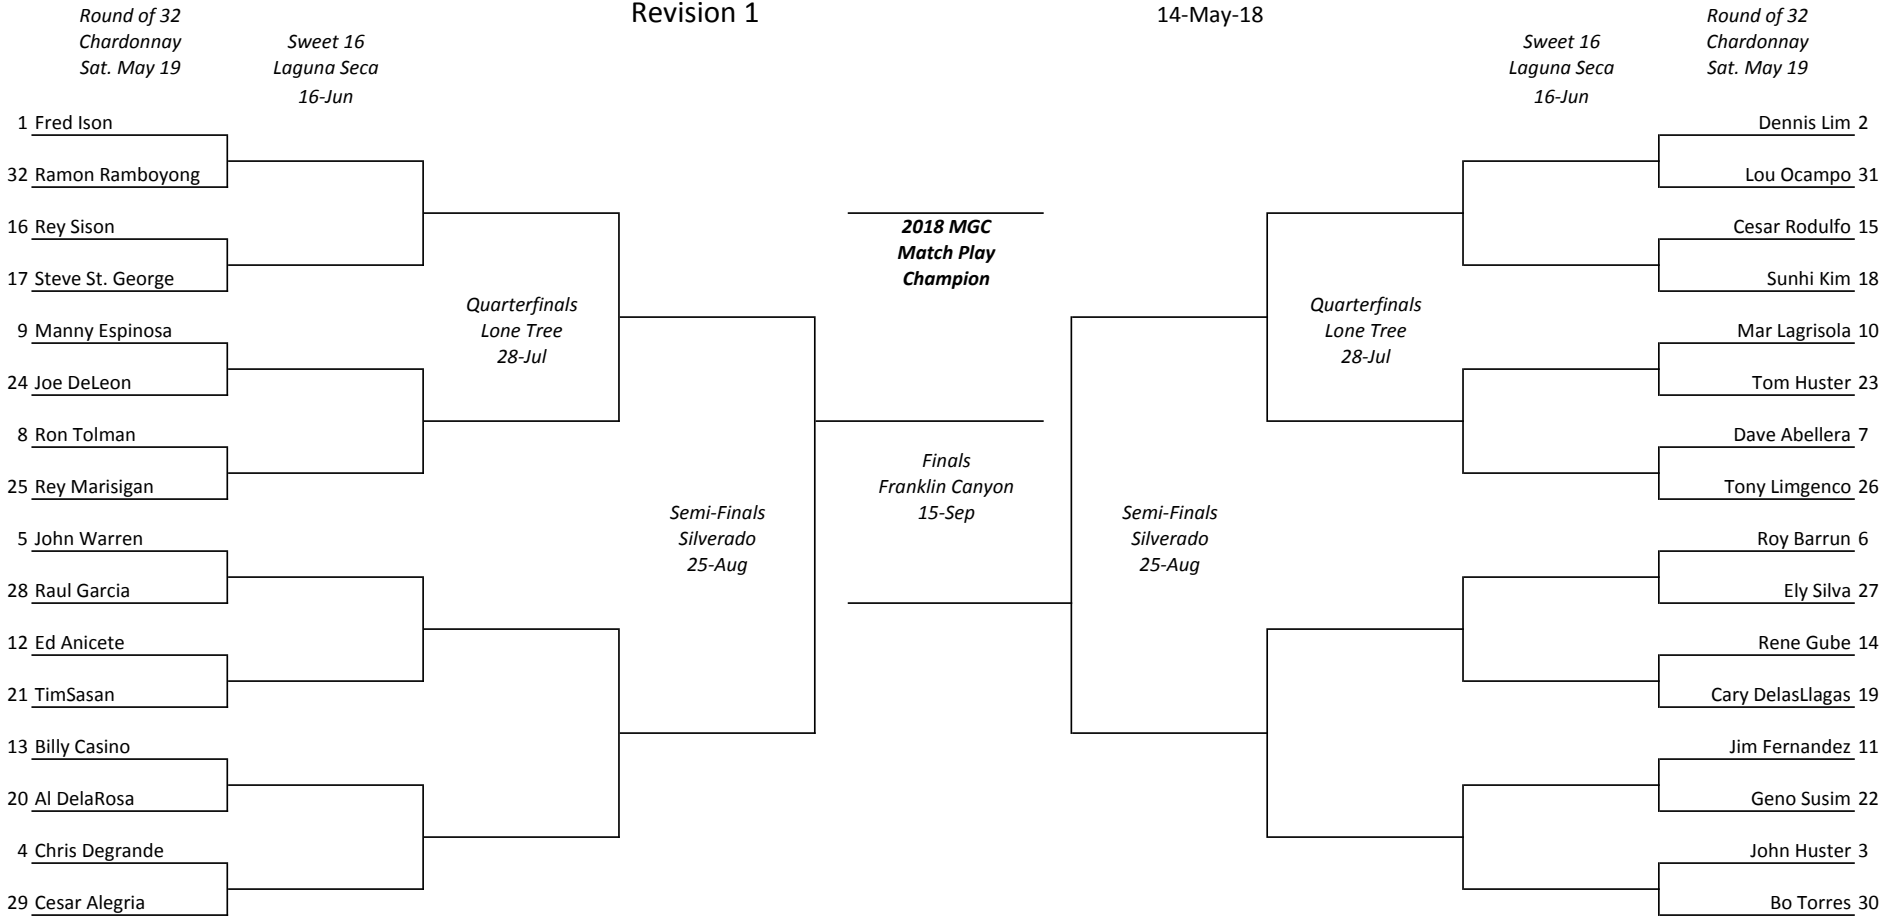 Revision 1
14-May-18
Round of 32
Chardonnay
Sat. May 19
Sweet 16
Laguna Seca
16-Jun
Sweet 16
Laguna Seca
16-Jun
Round of 32
Chardonnay
Sat. May 19
1 Fred Ison
32 Ramon Ramboyong
16 Rey Sison
17 Steve St. George
9 Manny Espinosa
24 Joe DeLeon
8 Ron Tolman
25 Rey Marisigan
5 John Warren
28 Raul Garcia
12 Ed Anicete
21 TimSasan
13 Billy Casino
20 Al DelaRosa
4 Chris Degrande
29 Cesar Alegria
Quarterfinals
Lone Tree
28-Jul
Semi-Finals
Silverado
25-Aug
2018 MGC
Match Play
Champion
Finals
Franklin Canyon
15-Sep
Semi-Finals
Silverado
25-Aug
Quarterfinals
Lone Tree
28-Jul
Dennis Lim 2
Lou Ocampo 31
Cesar Rodulfo 15
Sunhi Kim 18
Mar Lagrisola 10
Tom Huster 23
Dave Abellera 7
Tony Limgenco 26
Roy Barrun 6
Ely Silva 27
Rene Gube 14
Cary DelasLlagas 19
Jim Fernandez 11
Geno Susim 22
John Huster 3
Bo Torres 30